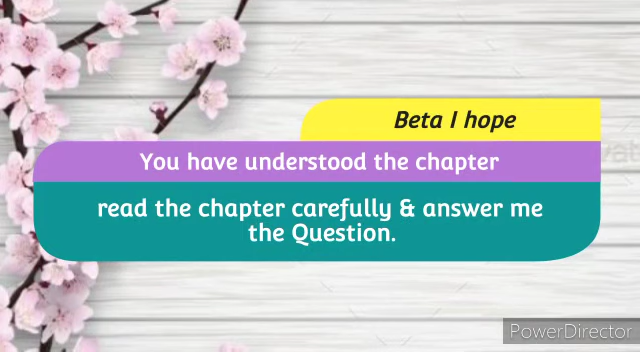 Beta I hope
You have understood the chapter
read the chapter carefully & answer me
the Question.
PowerDirector